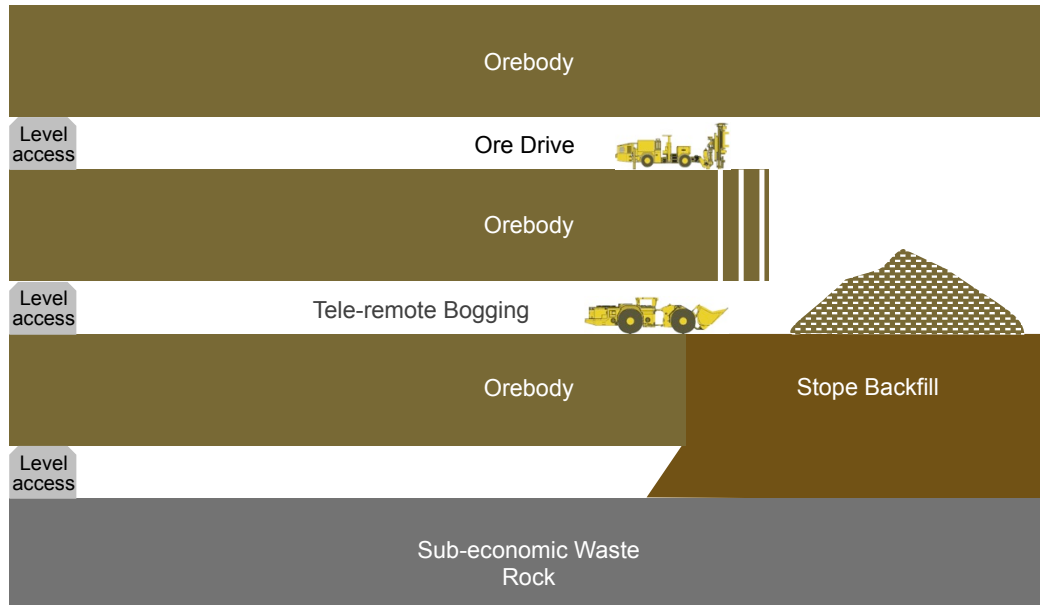 Orebody
Level
access
Ore Drive
Orebody
Level
access
Tele-remote Bogging
Orebody
Stope Backfill
Level
access
Sub-economic Waste
Rock